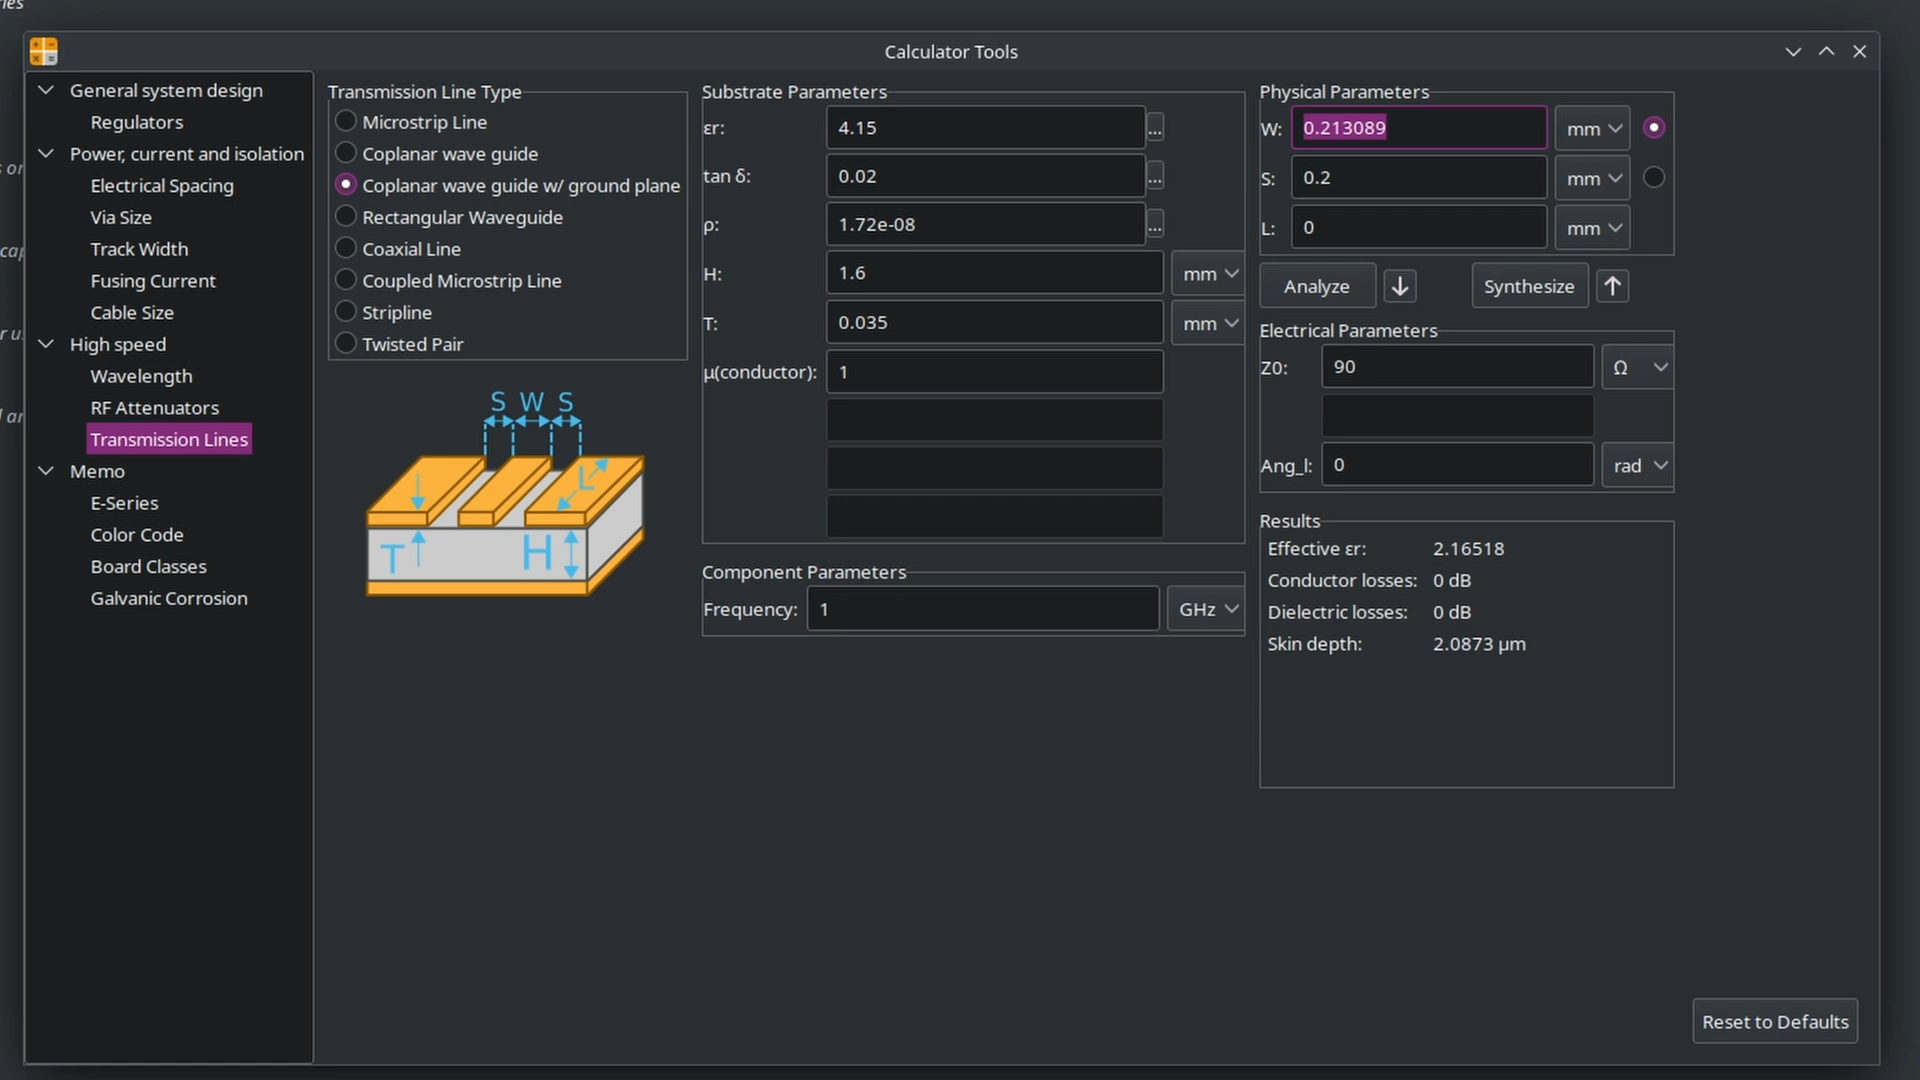 Calculator Tools
General system design
Regulators
Power, current and isolation
Electrical Spacing
Via Size
Track Width
Fusing Current
Cable Size
High speed
Wavelength
RF Attenuators
Transmission Lines
Memo
E-Series
Color Code
Board Classes
Galvanic Corrosion
Transmission Line Type
Microstrip Line
Coplanar wave guide
Coplanar wave guide w/ ground plane
Rectangular Waveguide
Coaxial Line
Coupled Microstrip Line
Stripline
Twisted Pair
S W S
L
T H
Substrate Parameters
εr: 4.15 ...
tan δ: 0.02 ...
ρ: 1.72e-08 ...
H: 1.6 mm
T: 0.035 mm
μ(conductor): 1
Component Parameters
Frequency: 1 GHz
Physical Parameters
W: 0.213089 mm
S: 0.2 mm
L: 0 mm
Analyze Synthesize
Electrical Parameters
Z0: 90 Ω
Ang_l: 0 rad
Results
Effective εr: 2.16518
Conductor losses: 0 dB
Dielectric losses: 0 dB
Skin depth: 2.0873 μm
Reset to Defaults